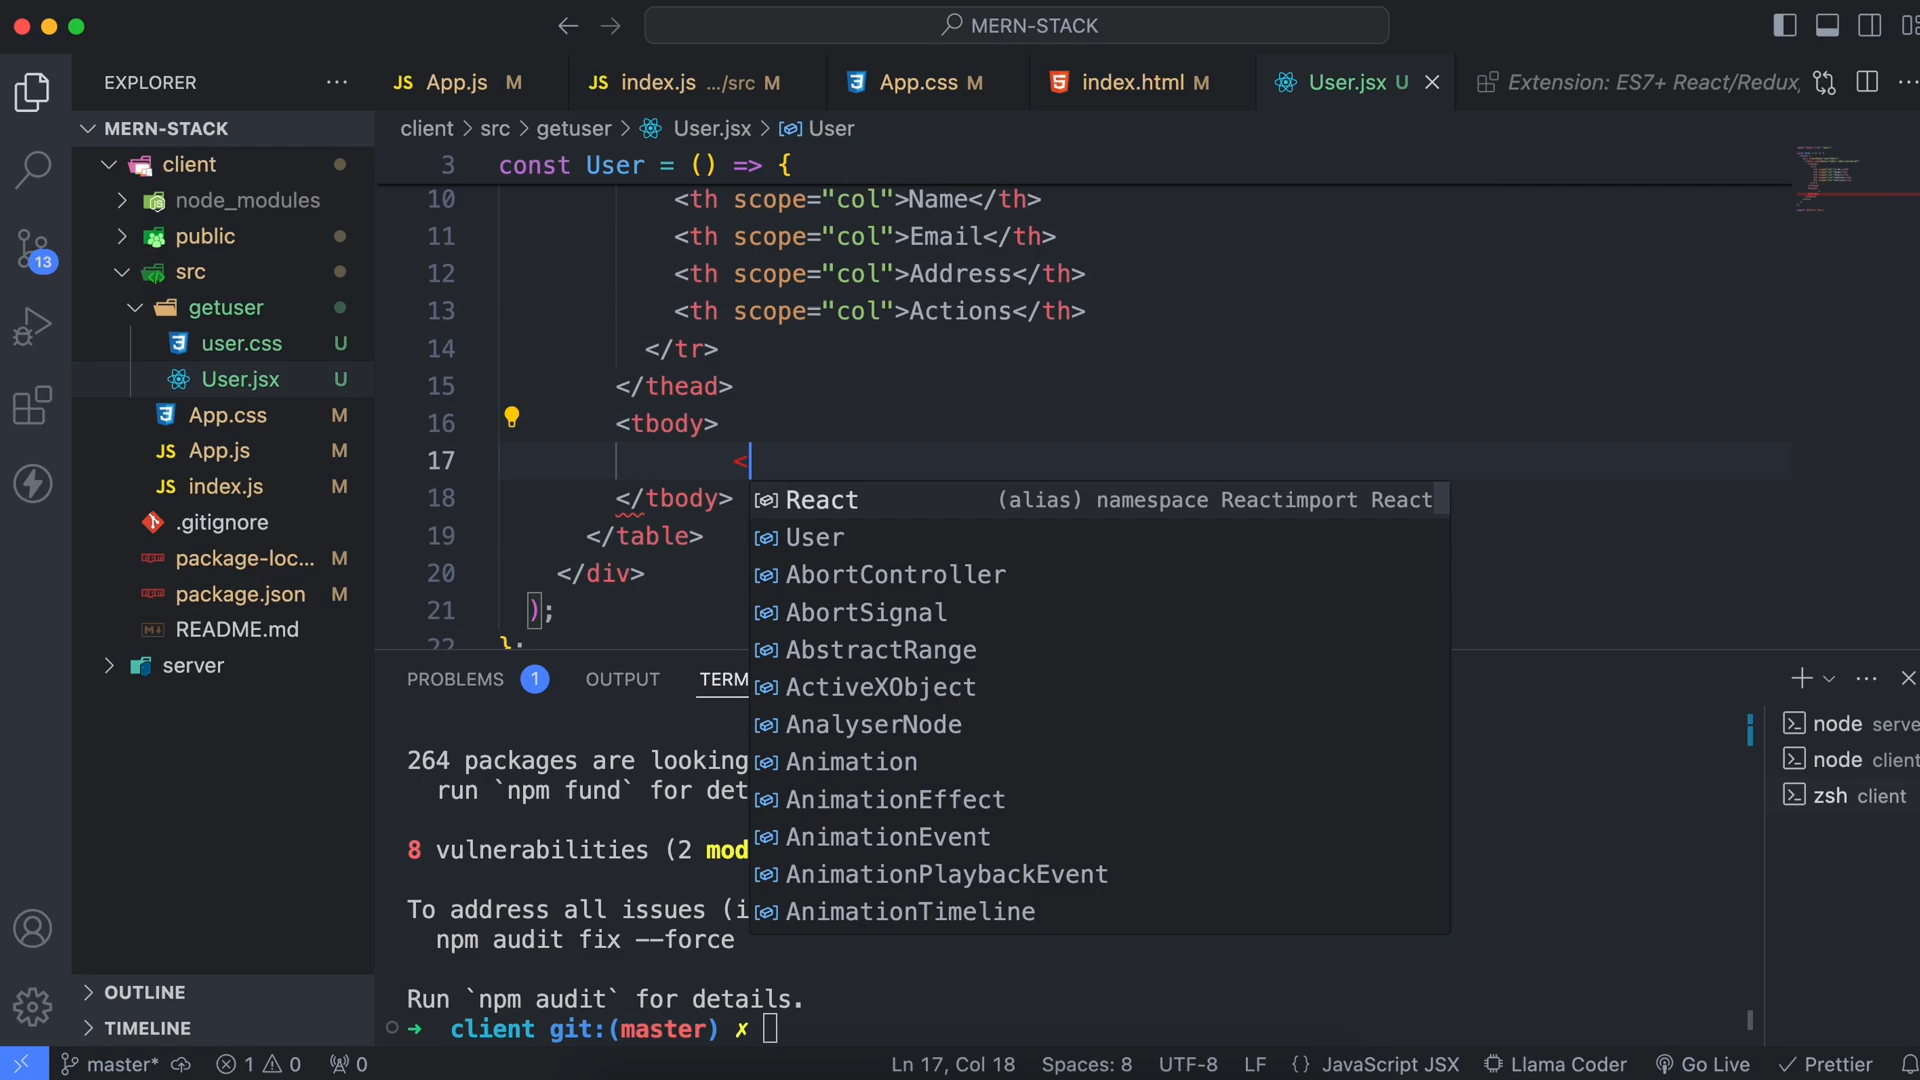 MERN-STACK
EXPLORER
JS App.js M
JS index.js .../src M
App.css M
index.html M
User.jsx U
Extension: ES7+ React/Redux/
MERN-STACK
client
node_modules
public
src
getuser
user.css U
User.jsx U
App.css M
JS App.js M
JS index.js M
.gitignore
package-loc... M
package.json M
README.md
server
OUTLINE
TIMELINE
13
client > src > getuser > User.jsx > User
3 const User = () => {
10 <th scope="col">Name</th>
11 <th scope="col">Email</th>
12 <th scope="col">Address</th>
13 <th scope="col">Actions</th>
14 </tr>
15 </thead>
16 <tbody>
17 <
18 </tbody>
19 </table>
20 </div>
21 );
22 };
React (alias) namespace Reactimport React
User
AbortController
AbortSignal
AbstractRange
ActiveXObject
AnalyserNode
Animation
AnimationEffect
AnimationEvent
AnimationPlaybackEvent
AnimationTimeline
PROBLEMS 1 OUTPUT TERM
264 packages are looking
run `npm fund` for det
8 vulnerabilities (2 mod
To address all issues (i
npm audit fix --force
Run `npm audit` for details.
➜ client git:(master) ✗
node serve
node client
zsh client
master* 1 0 0 Ln 17, Col 18 Spaces: 8 UTF-8 LF {} JavaScript JSX Llama Coder Go Live Prettier